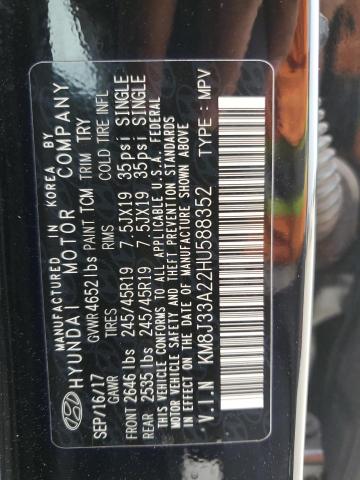 MANUFACTURED IN KOREA BY
HYUNDAI MOTOR COMPANY
GVWR 4652 lbs PAINT TCM TRIM TRY
SEP/16/17
GAWR TIRES RIMS COLD TIRE INFL
FRONT 2646 lbs 245/45R19 7.5JX19 35psi SINGLE
REAR 2535 lbs 245/45R19 7.5JX19 35psi SINGLE
THIS VEHICLE CONFORMS TO ALL APPLICABLE U.S.A. FEDERAL
MOTOR VEHICLE SAFETY AND THEFT PREVENTION STANDARDS
IN EFFECT ON THE DATE OF MANUFACTURE SHOWN ABOVE
V.I.N KM8J33A22HU588352 TYPE: MPV